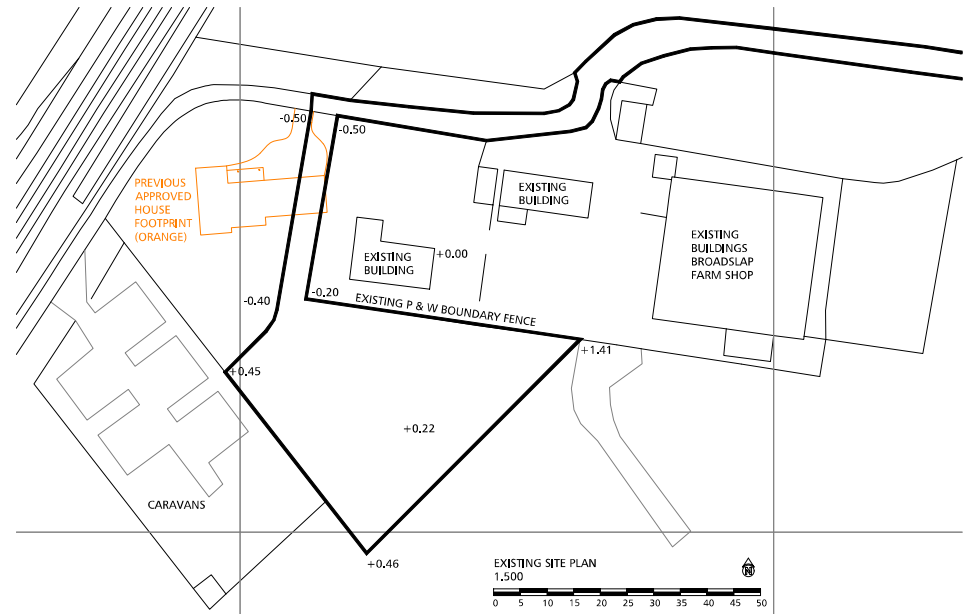 -0.50
-0.50
PREVIOUS
APPROVED
HOUSE
FOOTPRINT
(ORANGE)
EXISTING
BUILDING
EXISTING
BUILDINGS
BROADSLAP
FARM SHOP
EXISTING
BUILDING
+0.00
-0.40
-0.20
EXISTING P & W BOUNDARY FENCE
+1.41
+0.45
+0.22
CARAVANS
+0.46
EXISTING SITE PLAN
1.500
N
0 5 10 15 20 25 30 35 40 45 50